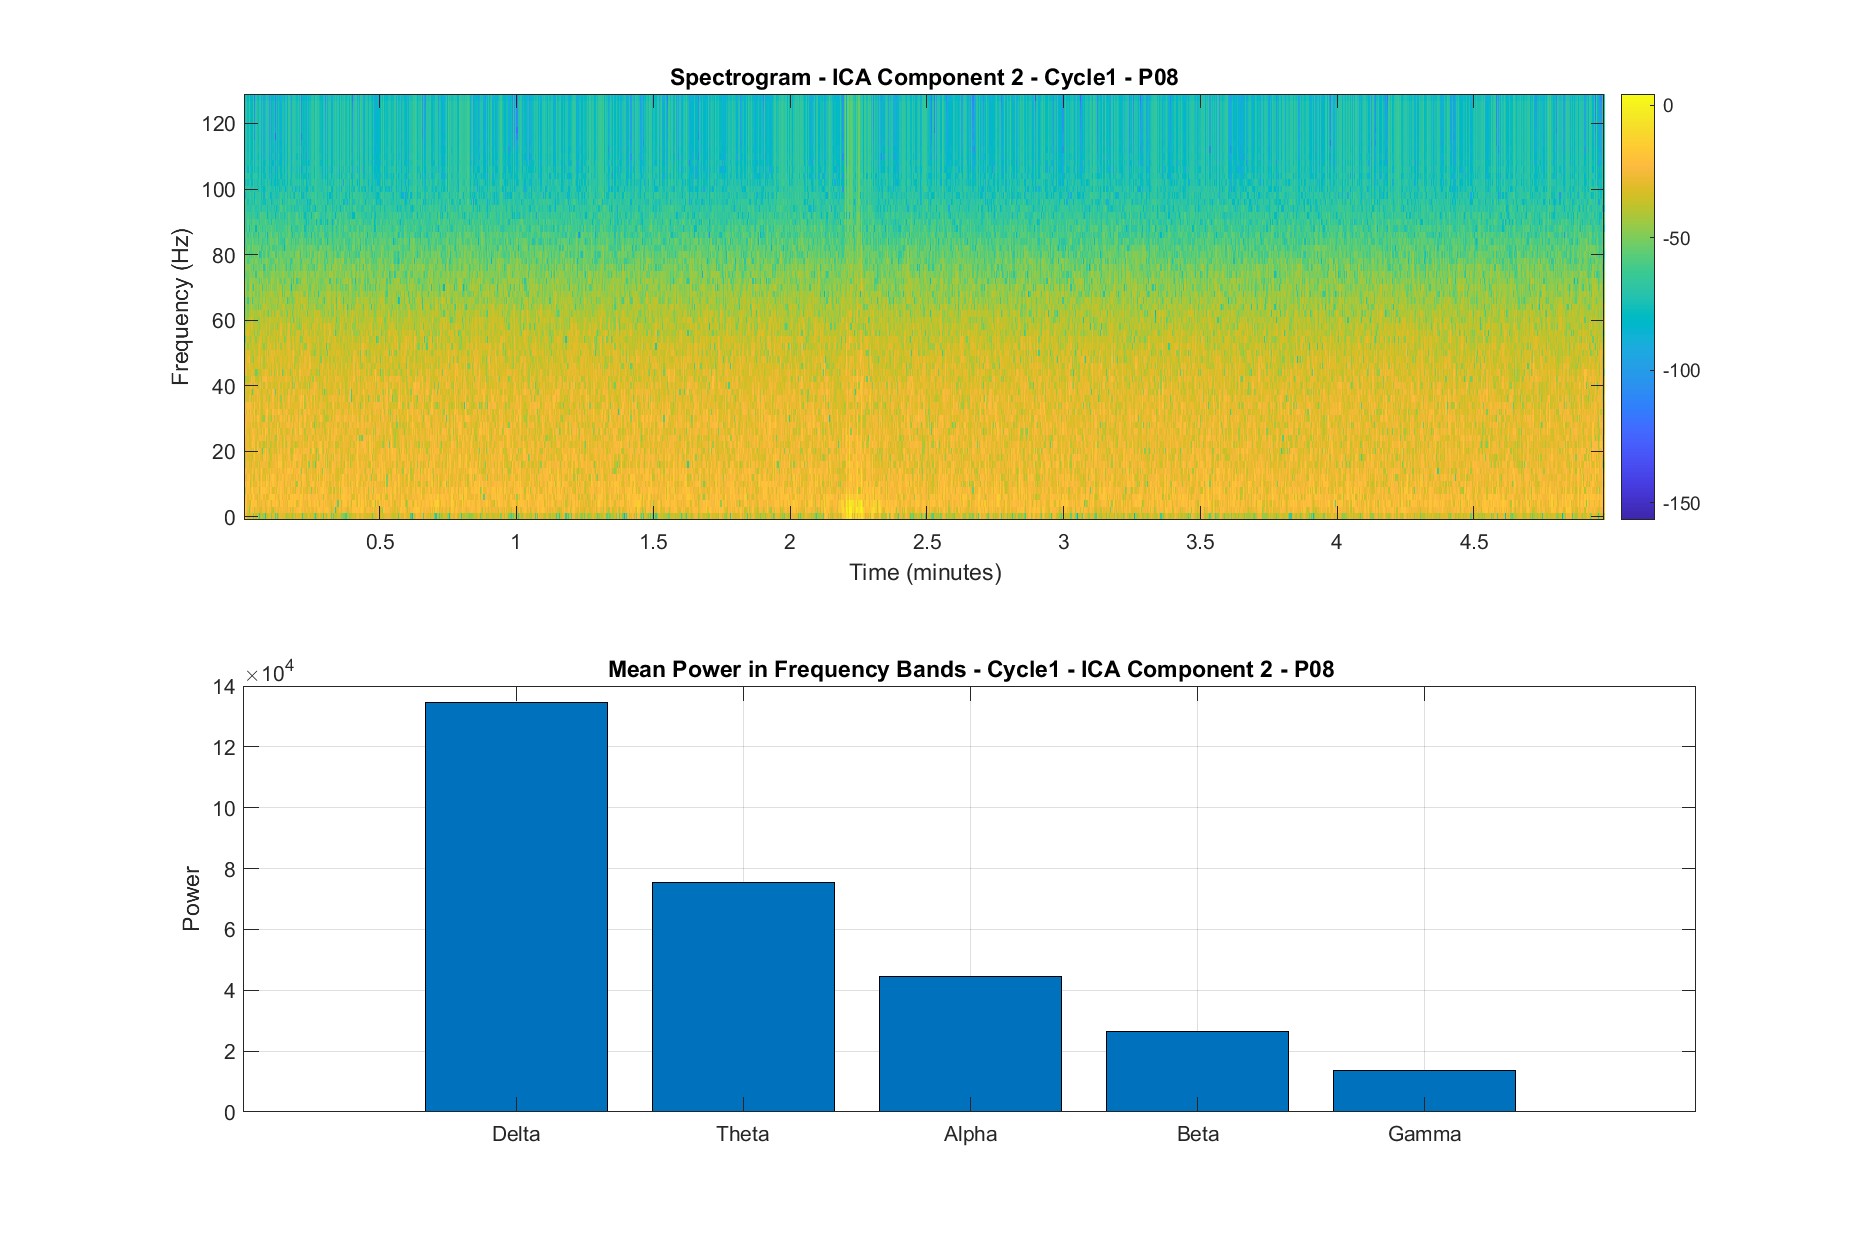 Spectrogram - ICA Component 2 - Cycle1 - P08
120
100
80
60
40
20
0
Frequency (Hz)
0.5 1 1.5 2 2.5 3 3.5 4 4.5
Time (minutes)
0
-50
-100
-150
Mean Power in Frequency Bands - Cycle1 - ICA Component 2 - P08
×10⁴
14
12
10
8
6
4
2
0
Power
Delta Theta Alpha Beta Gamma